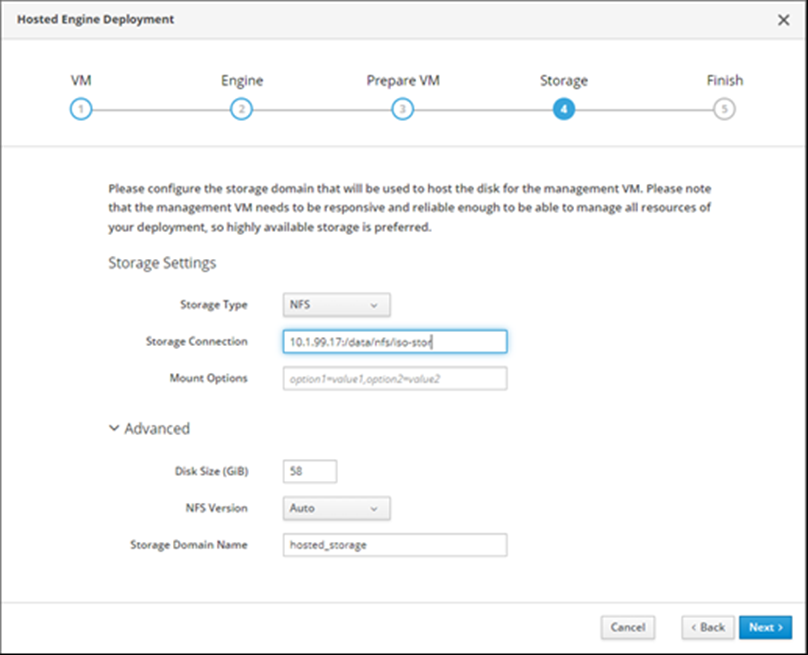 Hosted Engine Deployment
VM Engine Prepare VM Storage Finish
1 2 3 4 5
Please configure the storage domain that will be used to host the disk for the management VM. Please note
that the management VM needs to be responsive and reliable enough to be able to manage all resources of
your deployment, so highly available storage is preferred.
Storage Settings
Storage Type NFS
Storage Connection 10.1.99.17:/data/nfs/iso-stor
Mount Options option1=value1,option2=value2
Advanced
Disk Size (GiB) 58
NFS Version Auto
Storage Domain Name hosted_storage
Cancel < Back Next >